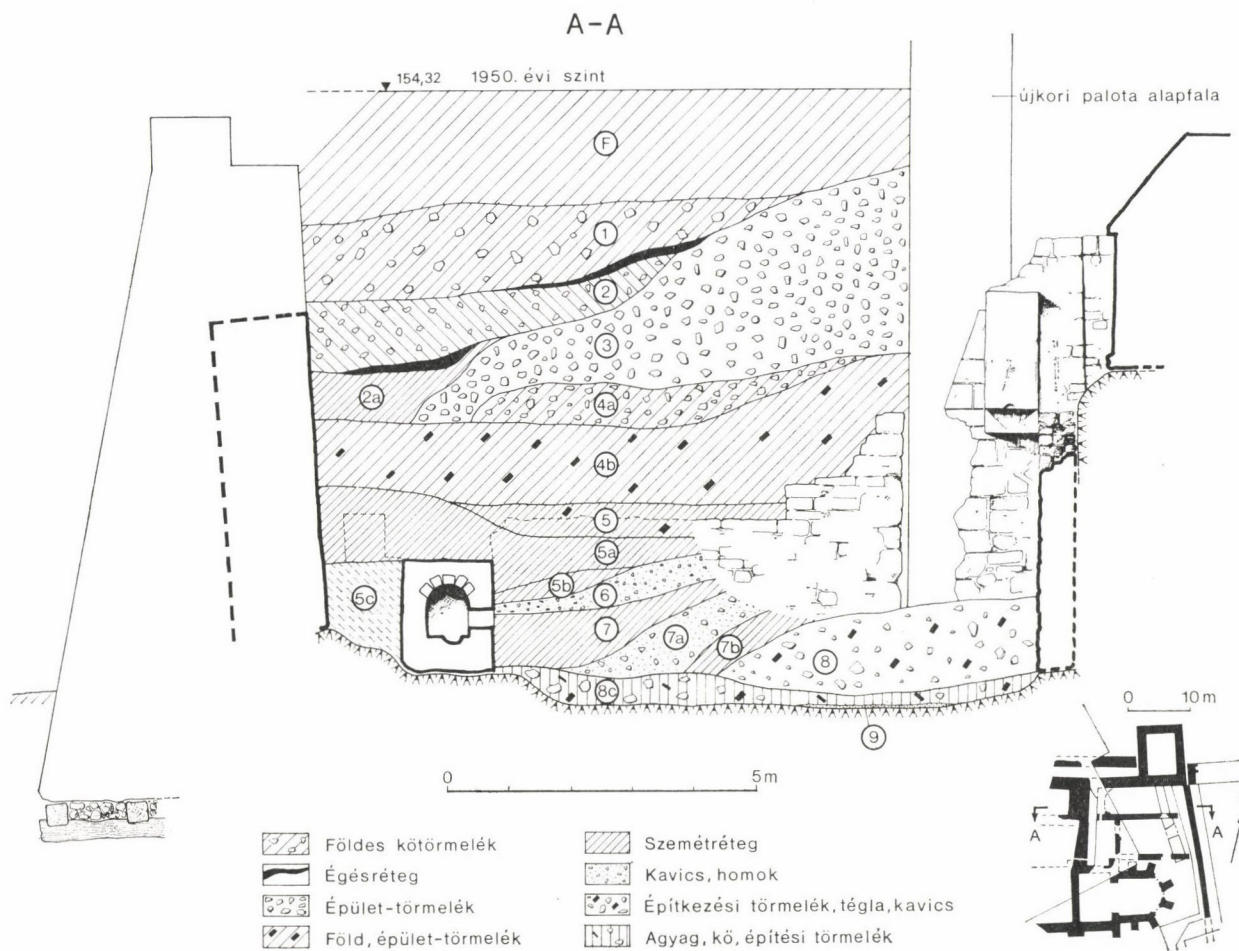 A-A
154,32 1950. évi szint
újkori palota alapfala
F
1
2
3
2a
4a
4b
5
5a
5b
5c
6
7
7a
7b
8
8c
9
0 10 m
0 5m
A A
Földes kőtörmelék
Égésréteg
Épület-törmelék
Föld, épület-törmelék
Szemétréteg
Kavics, homok
Építkezési törmelék, tégla, kavics
Agyag, kő, építési törmelék